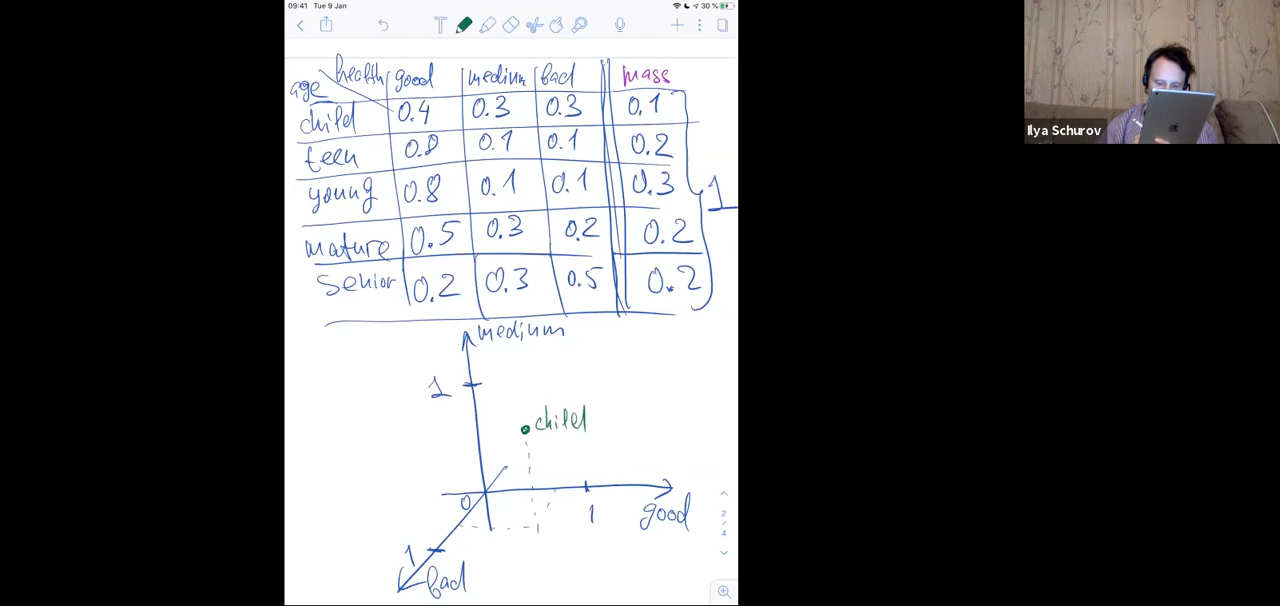 09:41 Tue 9 Jan 30 %
health good medium bad mass
age
child 0.4 0.3 0.3 0.1
teen 0.8 0.1 0.1 0.2
young 0.8 0.1 0.1 0.3 1
mature 0.5 0.3 0.2 0.2
senior 0.2 0.3 0.5 0.2
medium
1
child
0 1 good
1
bad
2
/
4
T
Ilya Schurov